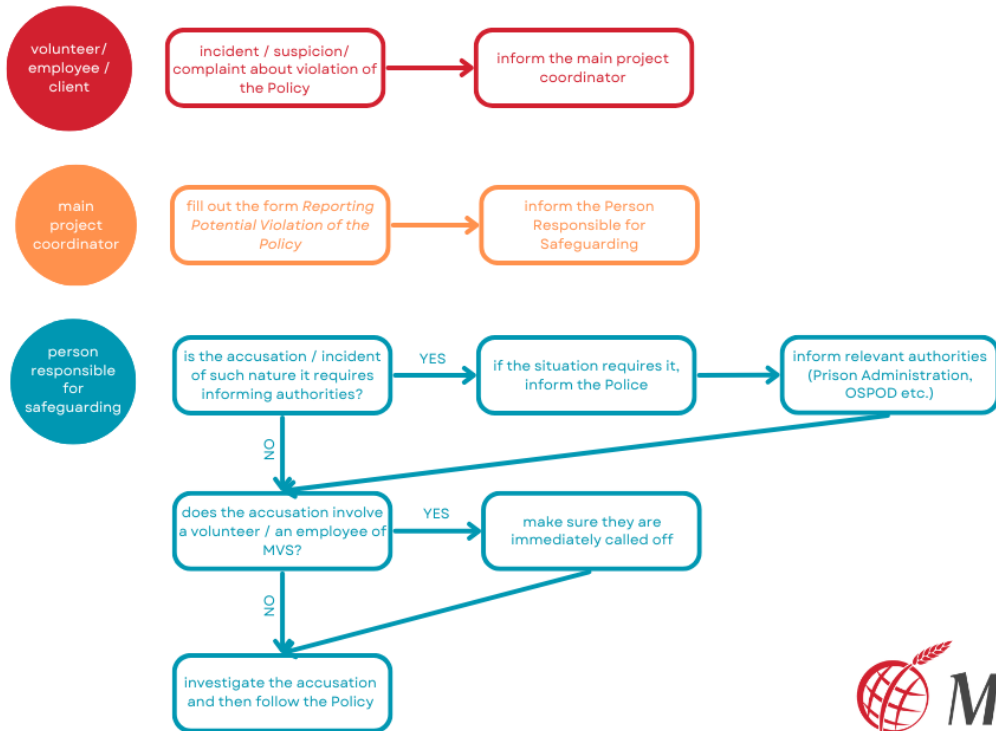 volunteer/
employee /
client
incident / suspicion/
complaint about violation of
the Policy
inform the main project
coordinator
main
project
coordinator
fill out the form Reporting
Potential Violation of the
Policy
inform the Person
Responsible for
Safeguarding
person
responsible
for
safeguarding
is the accusation / incident
of such nature it requires
informing authorities?
YES
if the situation requires it,
inform the Police
inform relevant authorities
(Prison Administration,
OSPOD etc.)
NO
does the accusation involve
a volunteer / an employee of
MVS?
YES
make sure they are
immediately called off
NO
investigate the accusation
and then follow the Policy
M